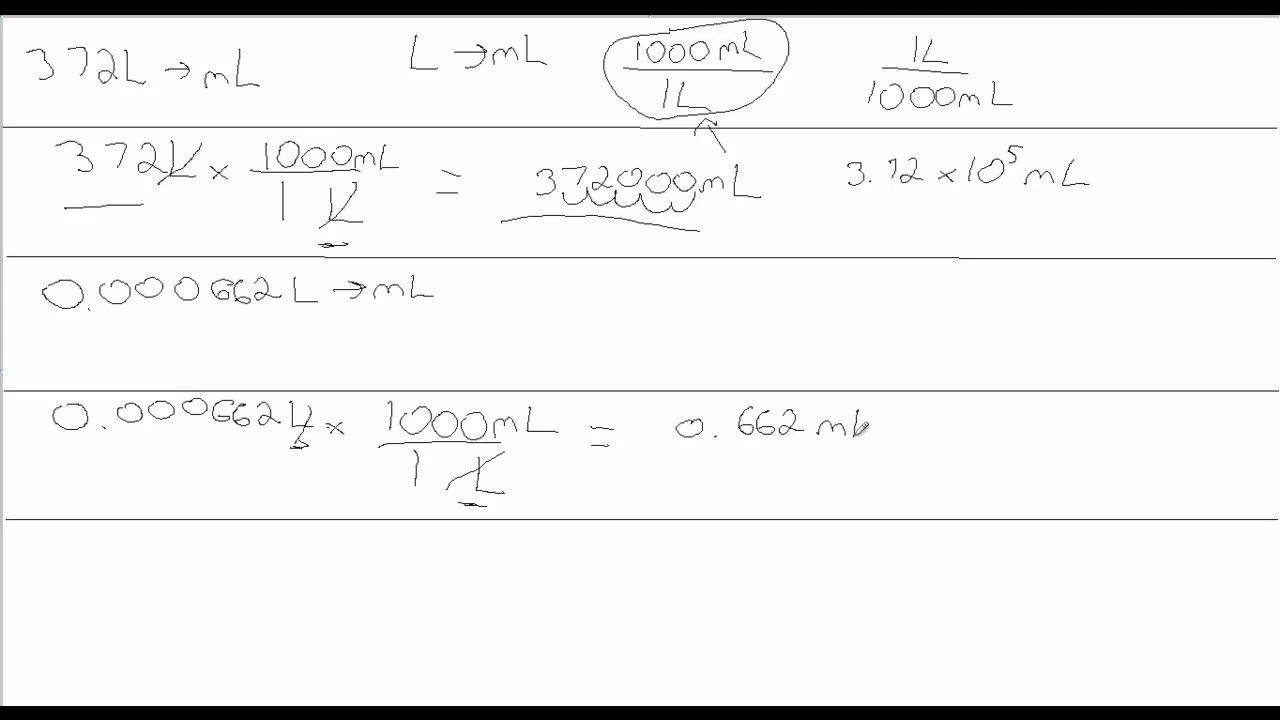 372L → mL L → mL 1000mL/1L 1L/1000mL
372L × 1000mL/1L = 372000mL 3.72 × 10⁵ mL
0.000662L → mL
0.000662L × 1000mL/1L = 0.662 mL